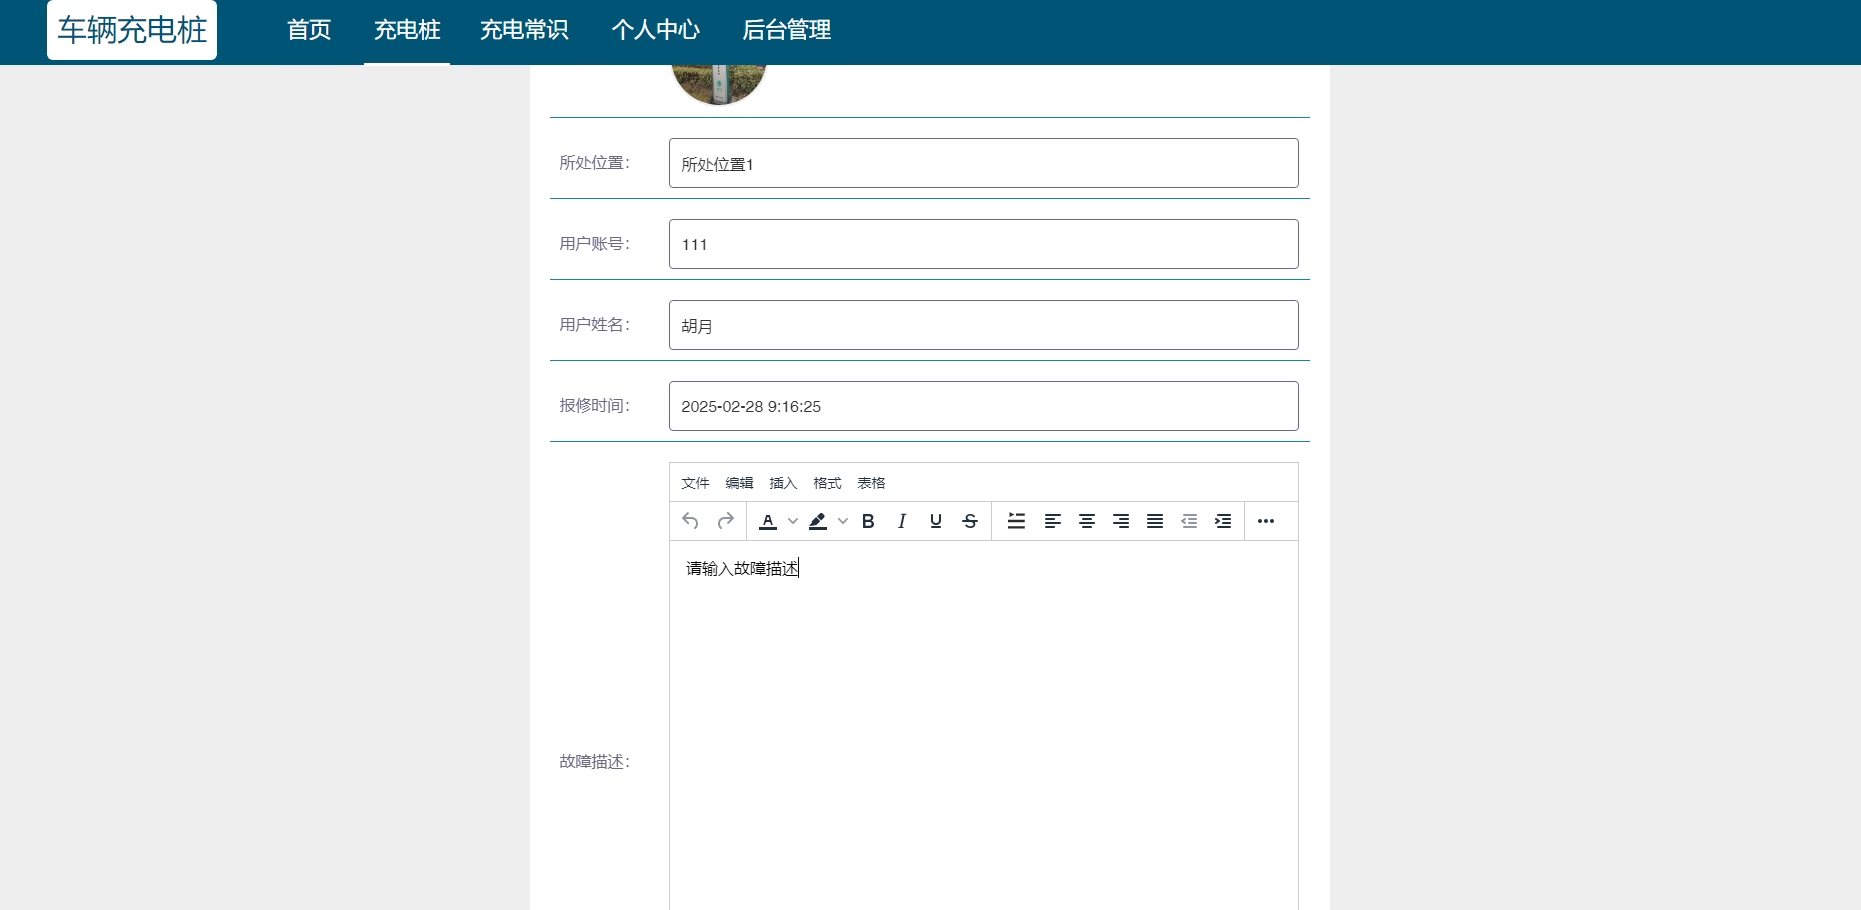 车辆充电桩 首页 充电桩 充电常识 个人中心 后台管理
所处位置: 所处位置1
用户账号: 111
用户姓名: 胡月
报修时间: 2025-02-28 9:16:25
文件 编辑 插入 格式 表格
请输入故障描述
故障描述: